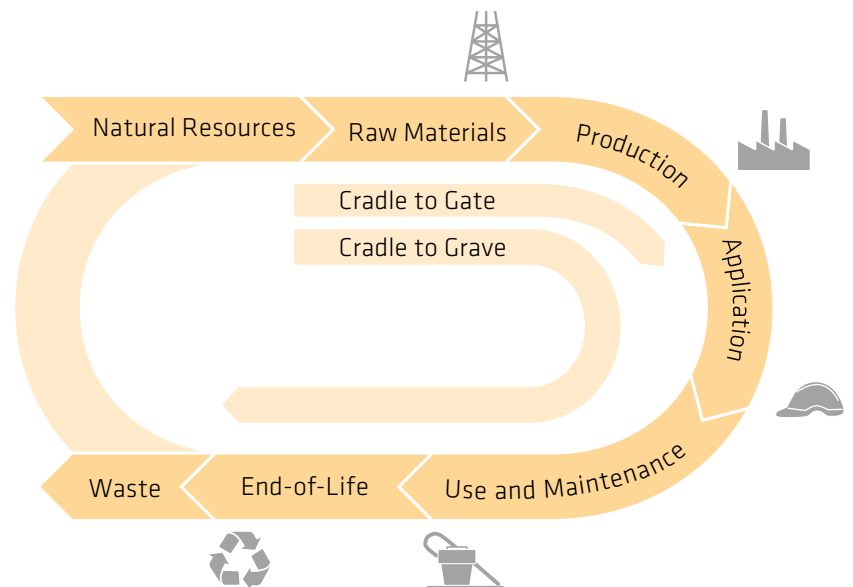 Natural Resources
Raw Materials
Production
Cradle to Gate
Cradle to Grave
Application
Use and Maintenance
End-of-Life
Waste